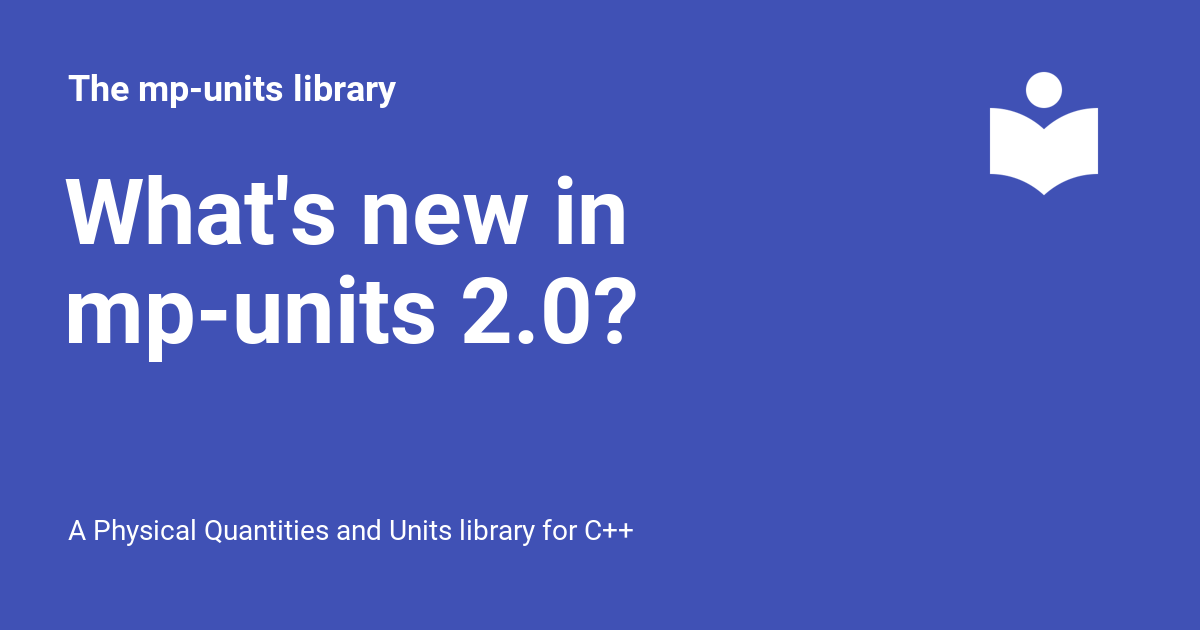 The mp-units library
What's new in
mp-units 2.0?
A Physical Quantities and Units library for C++